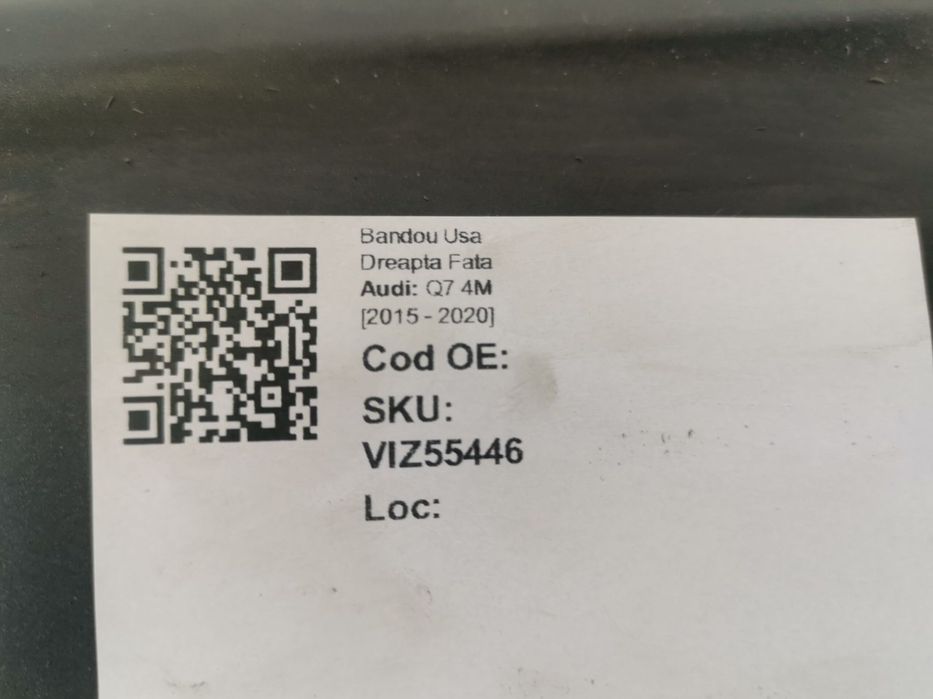 Bandou Usa
Dreapta Fata
Audi: Q7 4M
[2015 - 2020]
Cod OE:
SKU:
VIZ55446
Loc: